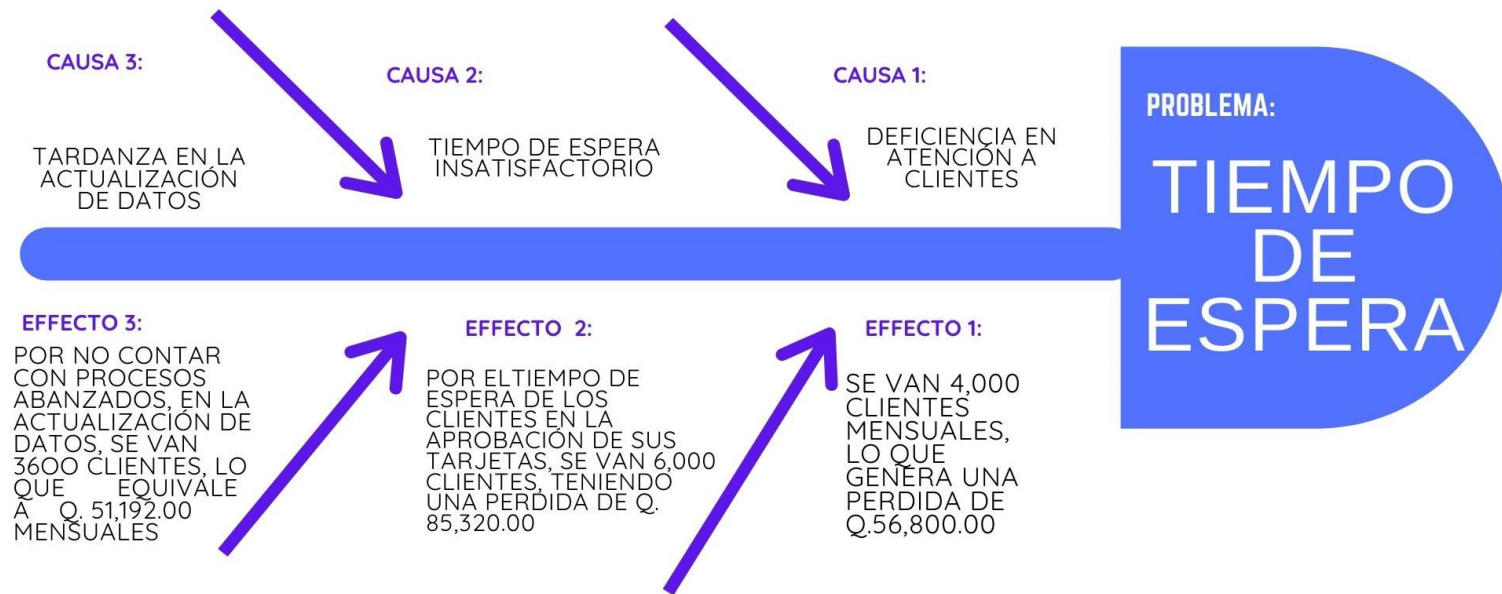 CAUSA 3:
TARDANZA EN LA
ACTUALIZACIÓN
DE DATOS
CAUSA 2:
TIEMPO DE ESPERA
INSATISFACTORIO
CAUSA 1:
DEFICIENCIA EN
ATENCIÓN A
CLIENTES
PROBLEMA:
TIEMPO
DE
ESPERA
EFFECTO 3:
POR NO CONTAR
CON PROCESOS
ABANZADOS, EN LA
ACTUALIZACIÓN DE
DATOS, SE VAN
36OO CLIENTES, LO
QUE EQUIVALE
A Q. 51,192.00
MENSUALES
EFFECTO 2:
POR ELTIEMPO DE
ESPERA DE LOS
CLIENTES EN LA
APROBACIÓN DE SUS
TARJETAS, SE VAN 6,000
CLIENTES, TENIENDO
UNA PERDIDA DE Q.
85,320.00
EFFECTO 1:
SE VAN 4,000
CLIENTES
MENSUALES,
LO QUE
GENERA UNA
PERDIDA DE
Q.56,800.00